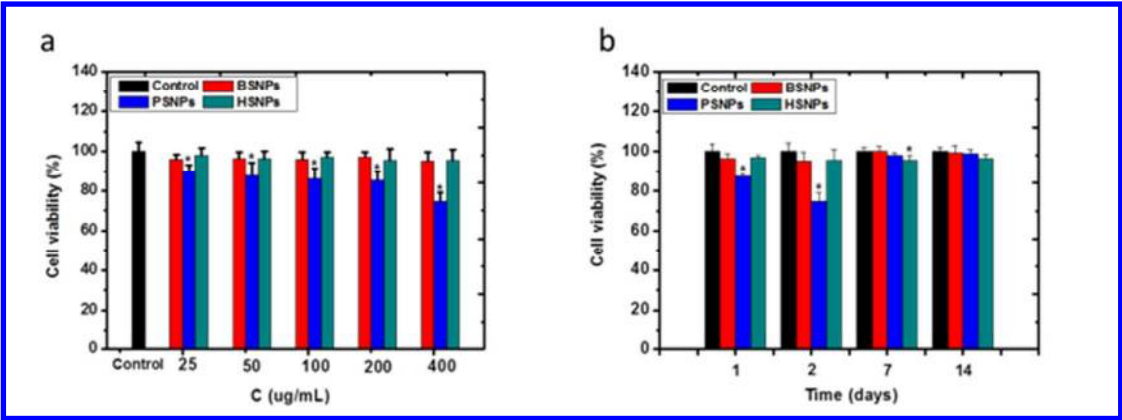 a
140
120
100
80
60
40
20
0
Cell viability (%)
Control BSNPs
PSNPs HSNPs
* * * * *
Control 25 50 100 200 400
C (ug/mL)
b
140
120
100
80
60
40
20
0
Cell viability (%)
Control BSNPs
PSNPs HSNPs
* * *
1 2 7 14
Time (days)